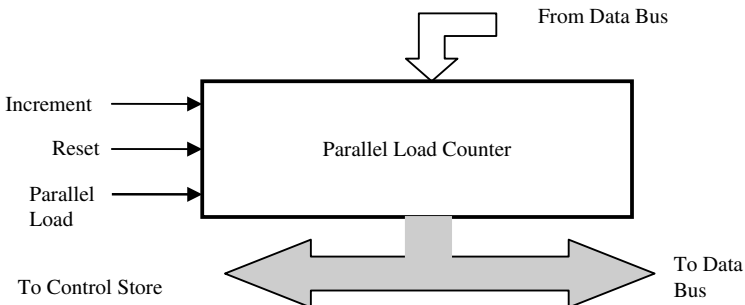 From Data Bus
Increment
Reset
Parallel Load Counter
Parallel
Load
To Control Store
To Data
Bus